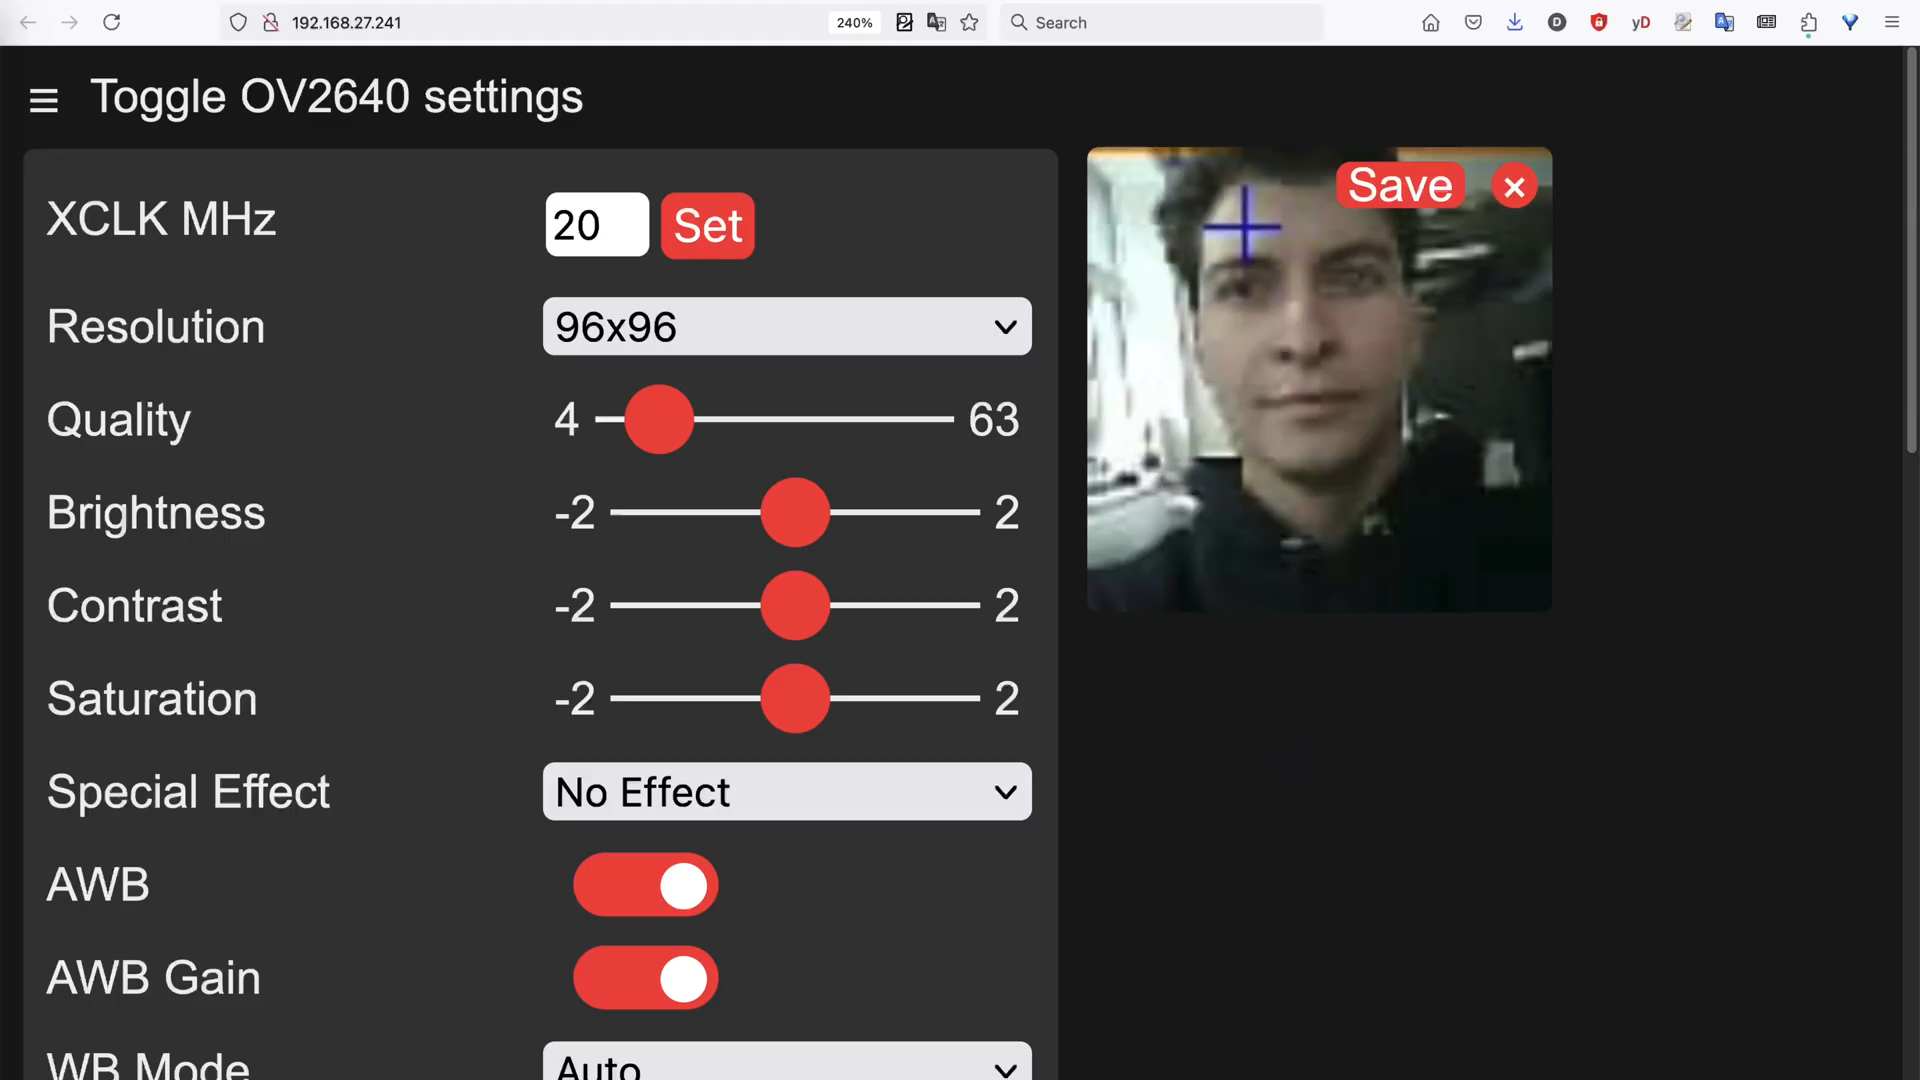 192.168.27.241 240% Search
Toggle OV2640 settings
XCLK MHz 20 Set
Resolution 96x96
Quality 4 63
Brightness -2 2
Contrast -2 2
Saturation -2 2
Special Effect No Effect
AWB
AWB Gain
WB Mode Auto
Save ×